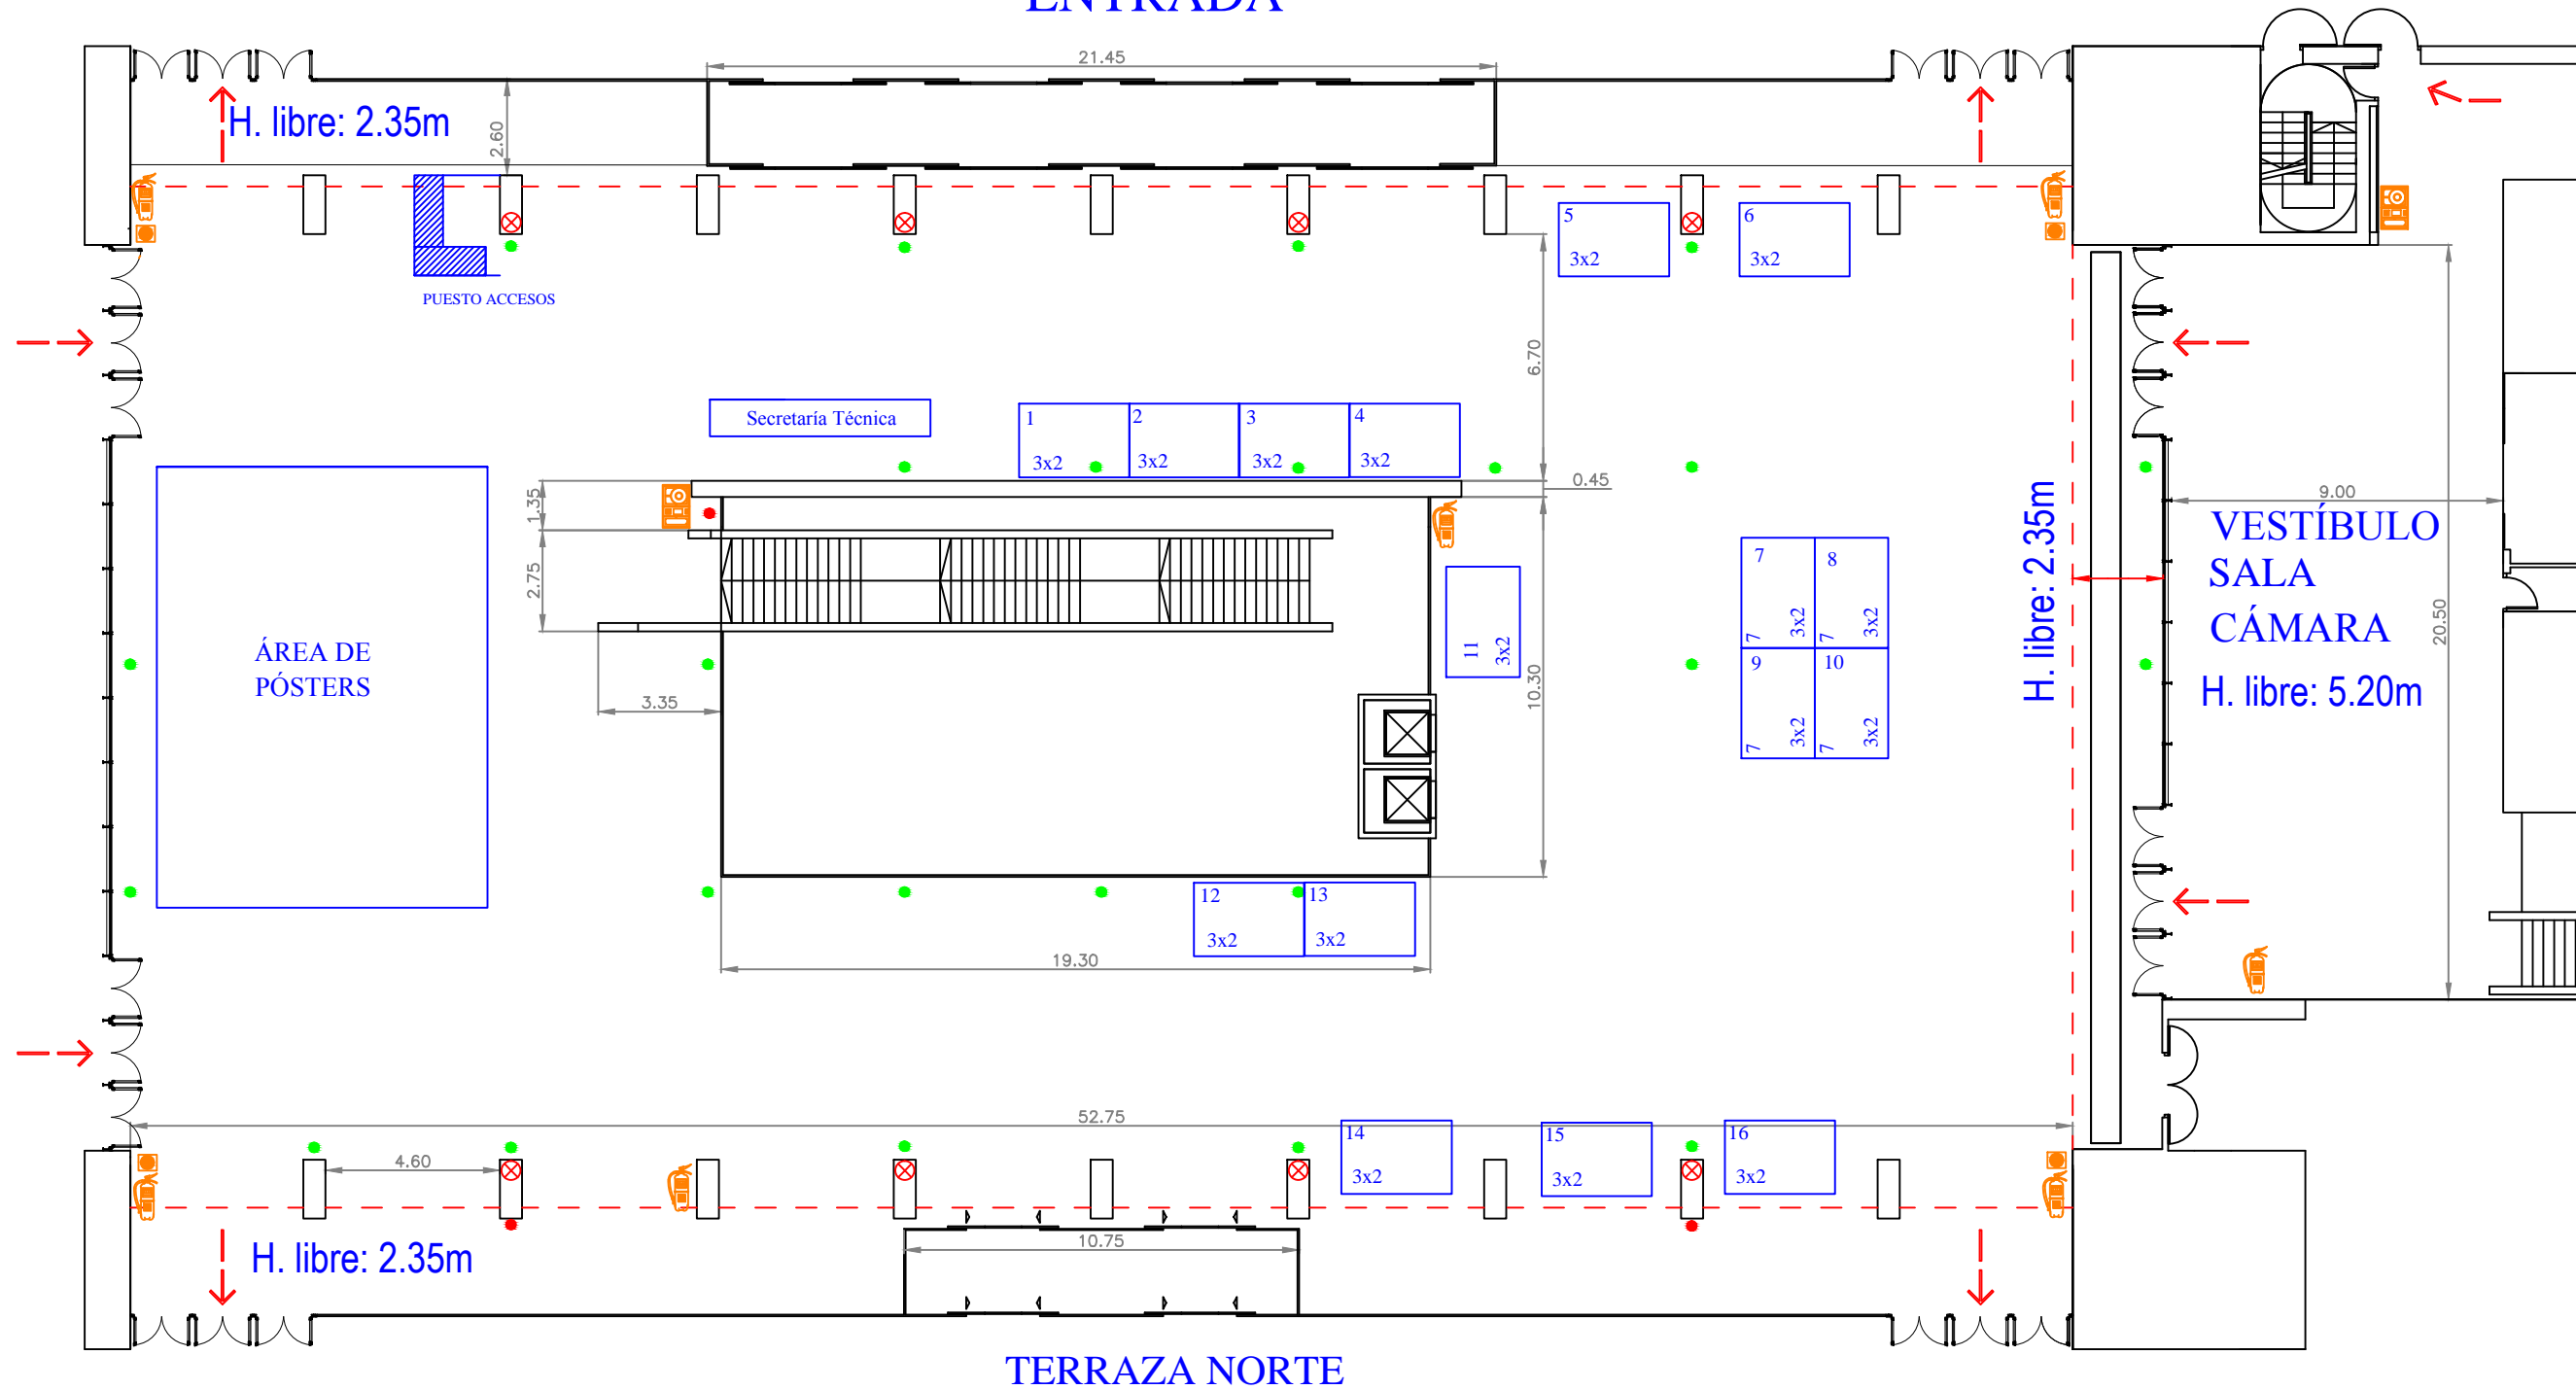 ENTRADA
21.45
H. libre: 2.35m
2.60
5
3x2
6
3x2
PUESTO ACCESOS
6.70
Secretaría Técnica
1
3x2
2
3x2
3
3x2
4
3x2
0.45
1.35
2.75
3.35
10.30
11
3x2
7
7
3x2
8
7
3x2
9
7
3x2
10
7
3x2
H. libre: 2.35m
9.00
VESTÍBULO
SALA
CÁMARA
H. libre: 5.20m
20.50
ÁREA DE
PÓSTERS
12
3x2
13
3x2
19.30
52.75
4.60
14
3x2
15
3x2
16
3x2
H. libre: 2.35m
10.75
TERRAZA NORTE